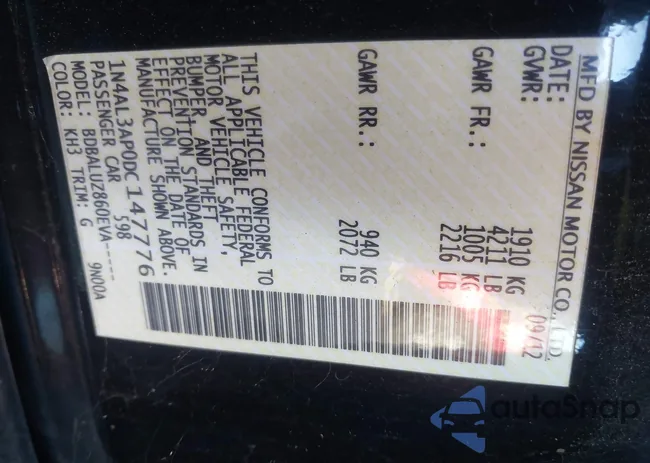 MFD BY NISSAN MOTOR CO., LTD.
DATE: 09/12
GVWR: 1910 KG
4211 LB
GAWR FR: 1005 KG
2216 LB
GAWR RR: 940 KG
2072 LB
THIS VEHICLE CONFORMS TO
ALL APPLICABLE FEDERAL
MOTOR VEHICLE SAFETY,
BUMPER, AND THEFT
PREVENTION STANDARDS IN
EFFECT ON THE DATE OF
MANUFACTURE SHOWN ABOVE.
1N4AL3AP0DC147776
PASSENGER CAR 598
MODEL: BDBALUZ860EVA-----
COLOR: KH3 TRIM: G 9N00A
autoSnap